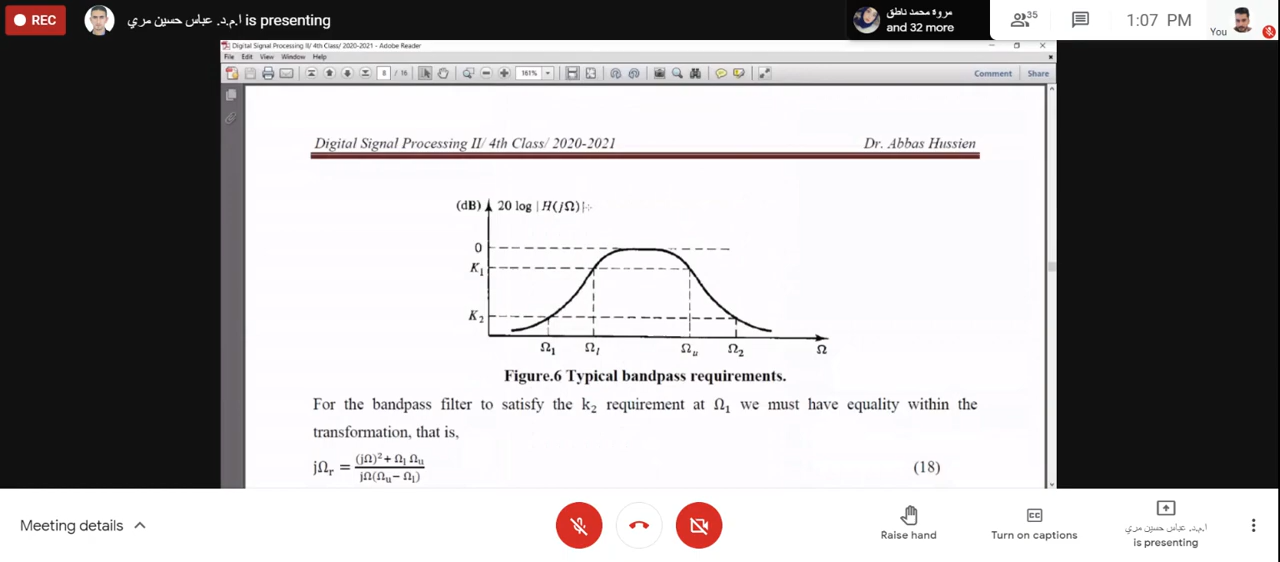 REC
ا.م.د. عباس حسين مري is presenting
مروة محمد ناطق
and 32 more
35
1:07 PM
You
Digital Signal Processing II/ 4th Class/ 2020-2021 - Adobe Reader
File Edit View Window Help
8 / 16
161%
Comment Share
Digital Signal Processing II/ 4th Class/ 2020-2021 Dr. Abbas Hussien
(dB) 20 log | H(jΩ)|
0
K₁
K₂
Ω₁ Ωₗ Ωᵤ Ω₂ Ω
Figure.6 Typical bandpass requirements.
For the bandpass filter to satisfy the k₂ requirement at Ω₁ we must have equality within the
transformation, that is,
jΩᵣ = (jΩ)² + Ωₗ Ωᵤ / jΩ(Ωᵤ − Ωₗ) (18)
Meeting details
Raise hand
CC
Turn on captions
ا.م.د. عباس حسين مري
is presenting